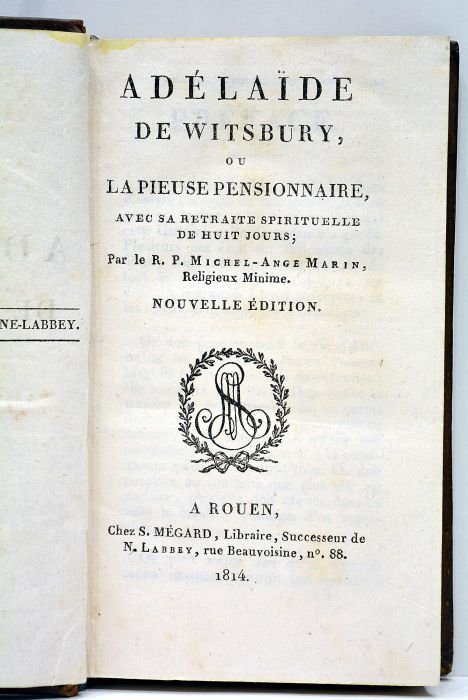 NE-LABBEY.
ADÉLAÏDE
DE WITSBURY,
OU
LA PIEUSE PENSIONNAIRE,
AVEC SA RETRAITE SPIRITUELLE
DE HUIT JOURS;
Par le R. P. MICHEL-ANGE MARIN,
Religieux Minime.
NOUVELLE ÉDITION.
A ROUEN,
Chez S. MÉGARD, Libraire, Successeur de
N. LABBEY, rue Beauvoisine, nº. 88.
1814.